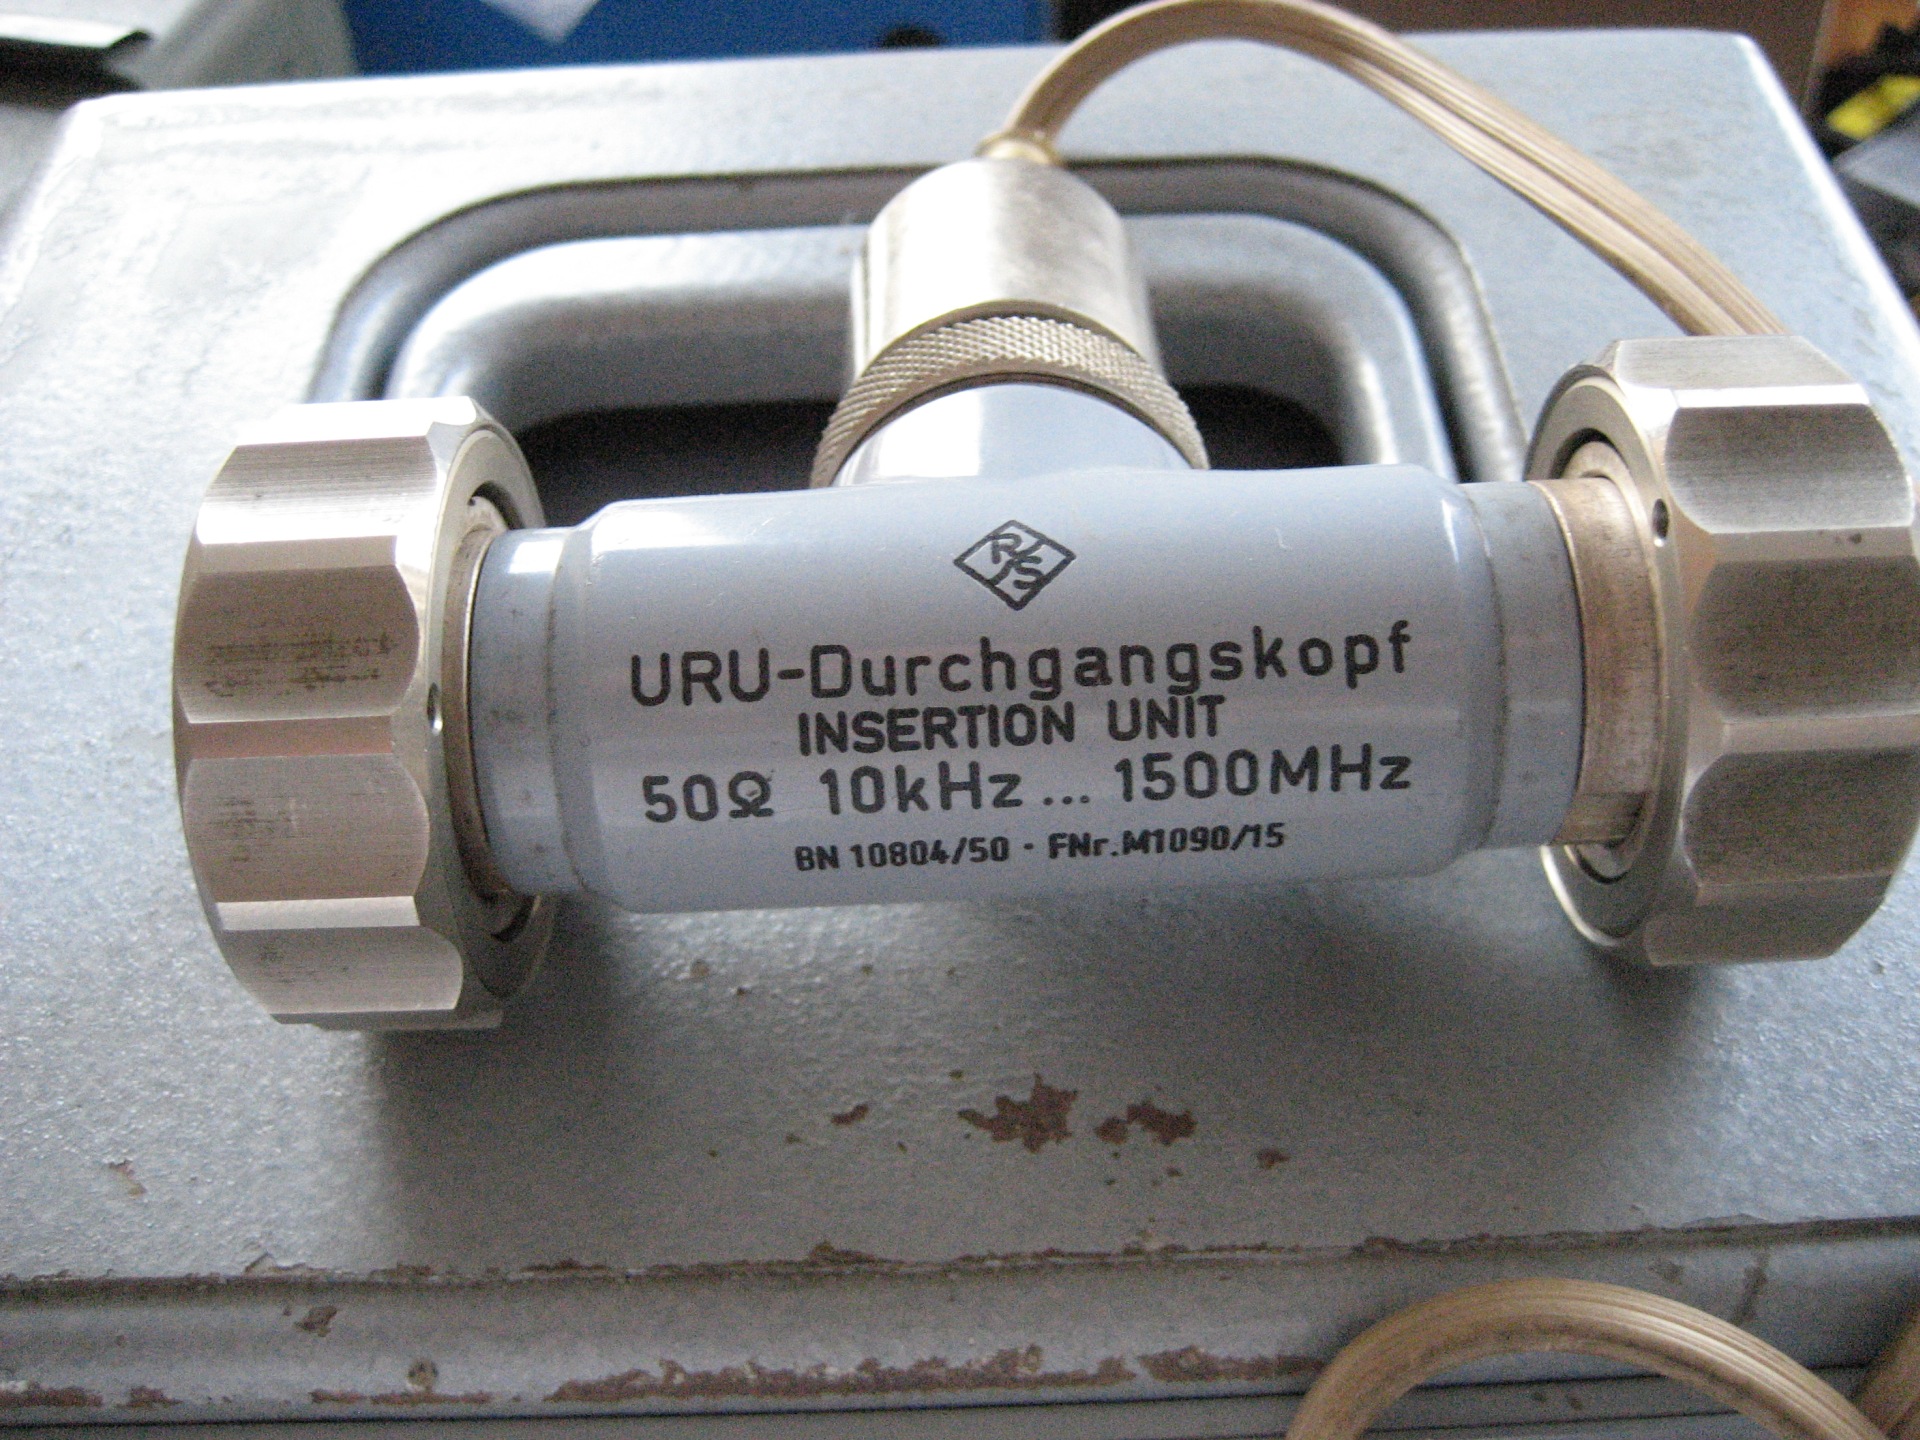 R/S
URU-Durchgangskopf
INSERTION UNIT
50Ω 10kHz ... 1500MHz
BN 10804/50 · FNr.M1090/15